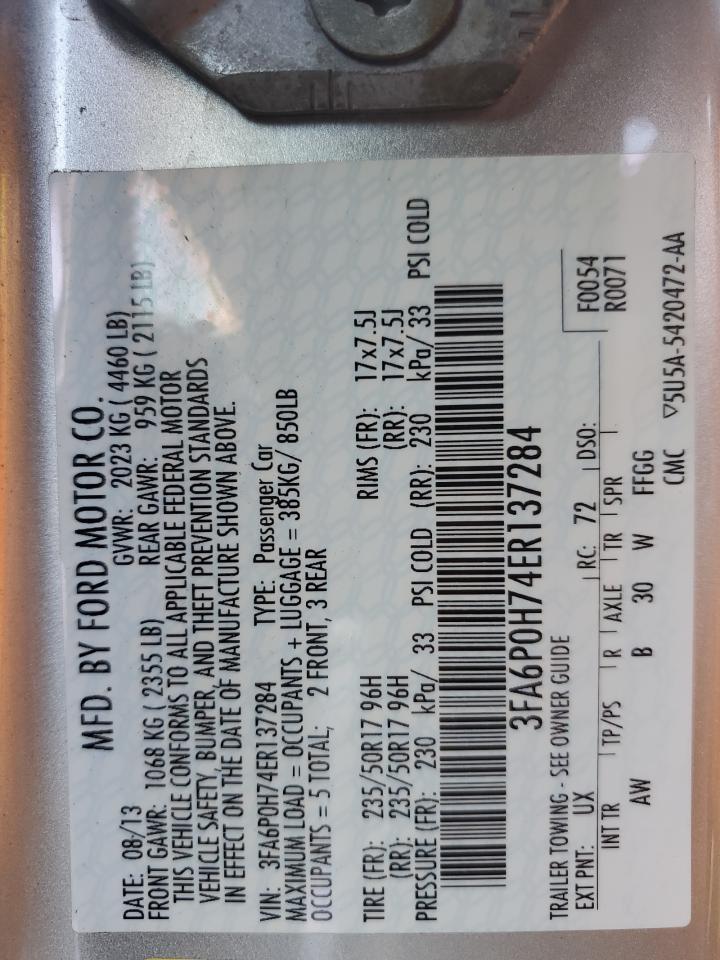 MFD. BY FORD MOTOR CO.
DATE: 08/13 GVWR: 2023 KG ( 4460 LB)
FRONT GAWR: 1068 KG ( 2355 LB) REAR GAWR: 959 KG ( 2115 LB)
THIS VEHICLE CONFORMS TO ALL APPLICABLE FEDERAL MOTOR
VEHICLE SAFETY, BUMPER, AND THEFT PREVENTION STANDARDS
IN EFFECT ON THE DATE OF MANUFACTURE SHOWN ABOVE.
VIN: 3FA6P0H74ER137284 TYPE: Passenger Car
MAXIMUM LOAD = OCCUPANTS + LUGGAGE = 385KG/ 850LB
OCCUPANTS = 5 TOTAL; 2 FRONT, 3 REAR
TIRE (FR): 235/50R17 96H RIMS (FR): 17x7.5J
(RR): 235/50R17 96H (RR): 17x7.5J
PRESSURE (FR): 230 kPa/ 33 PSI COLD (RR): 230 kPa/ 33 PSI COLD
3FA6P0H74ER137284
TRAILER TOWING - SEE OWNER GUIDE
F0054
EXT PNT: UX RC: 72 DSO: R0071
INT TR TP/PS R AXLE TR SPR
AW B 30 W FFGG
CMC ▽5U5A-5420472-AA